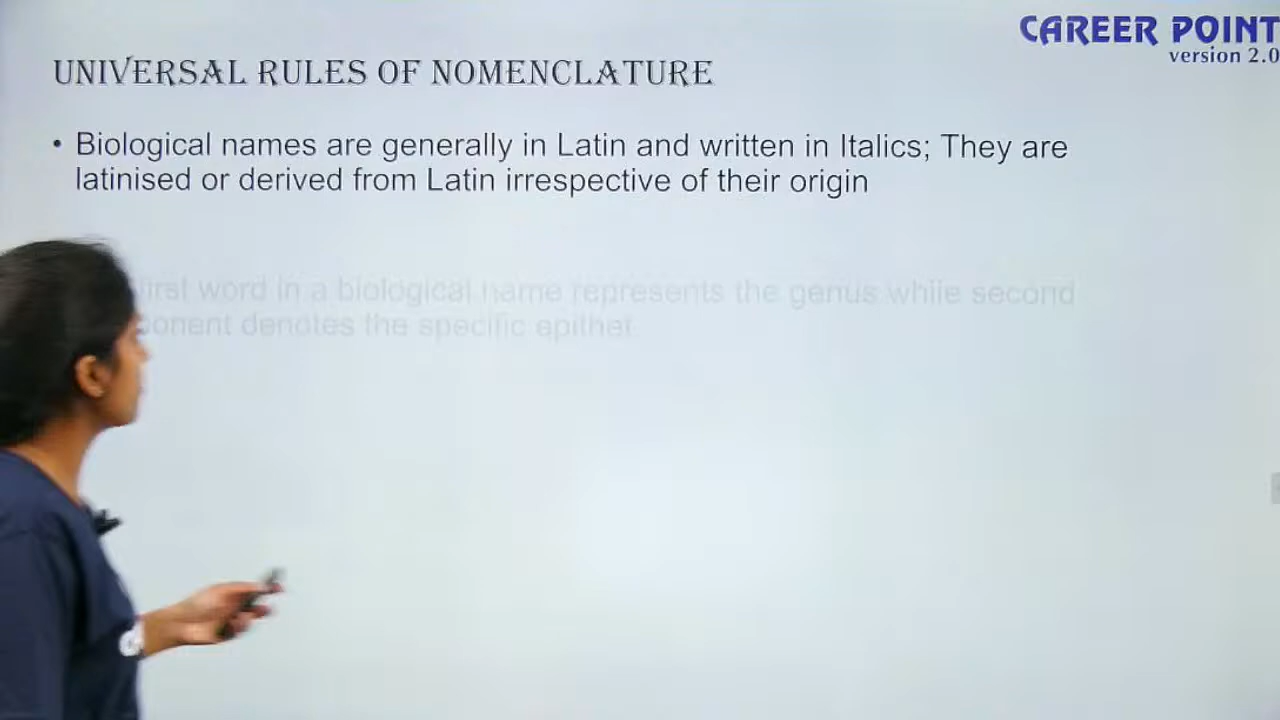 CAREER POINT
version 2.0
UNIVERSAL RULES OF NOMENCLATURE
• Biological names are generally in Latin and written in Italics; They are
latinised or derived from Latin irrespective of their origin
first word in a biological name represents the genus while second
denotes the specific epithet.